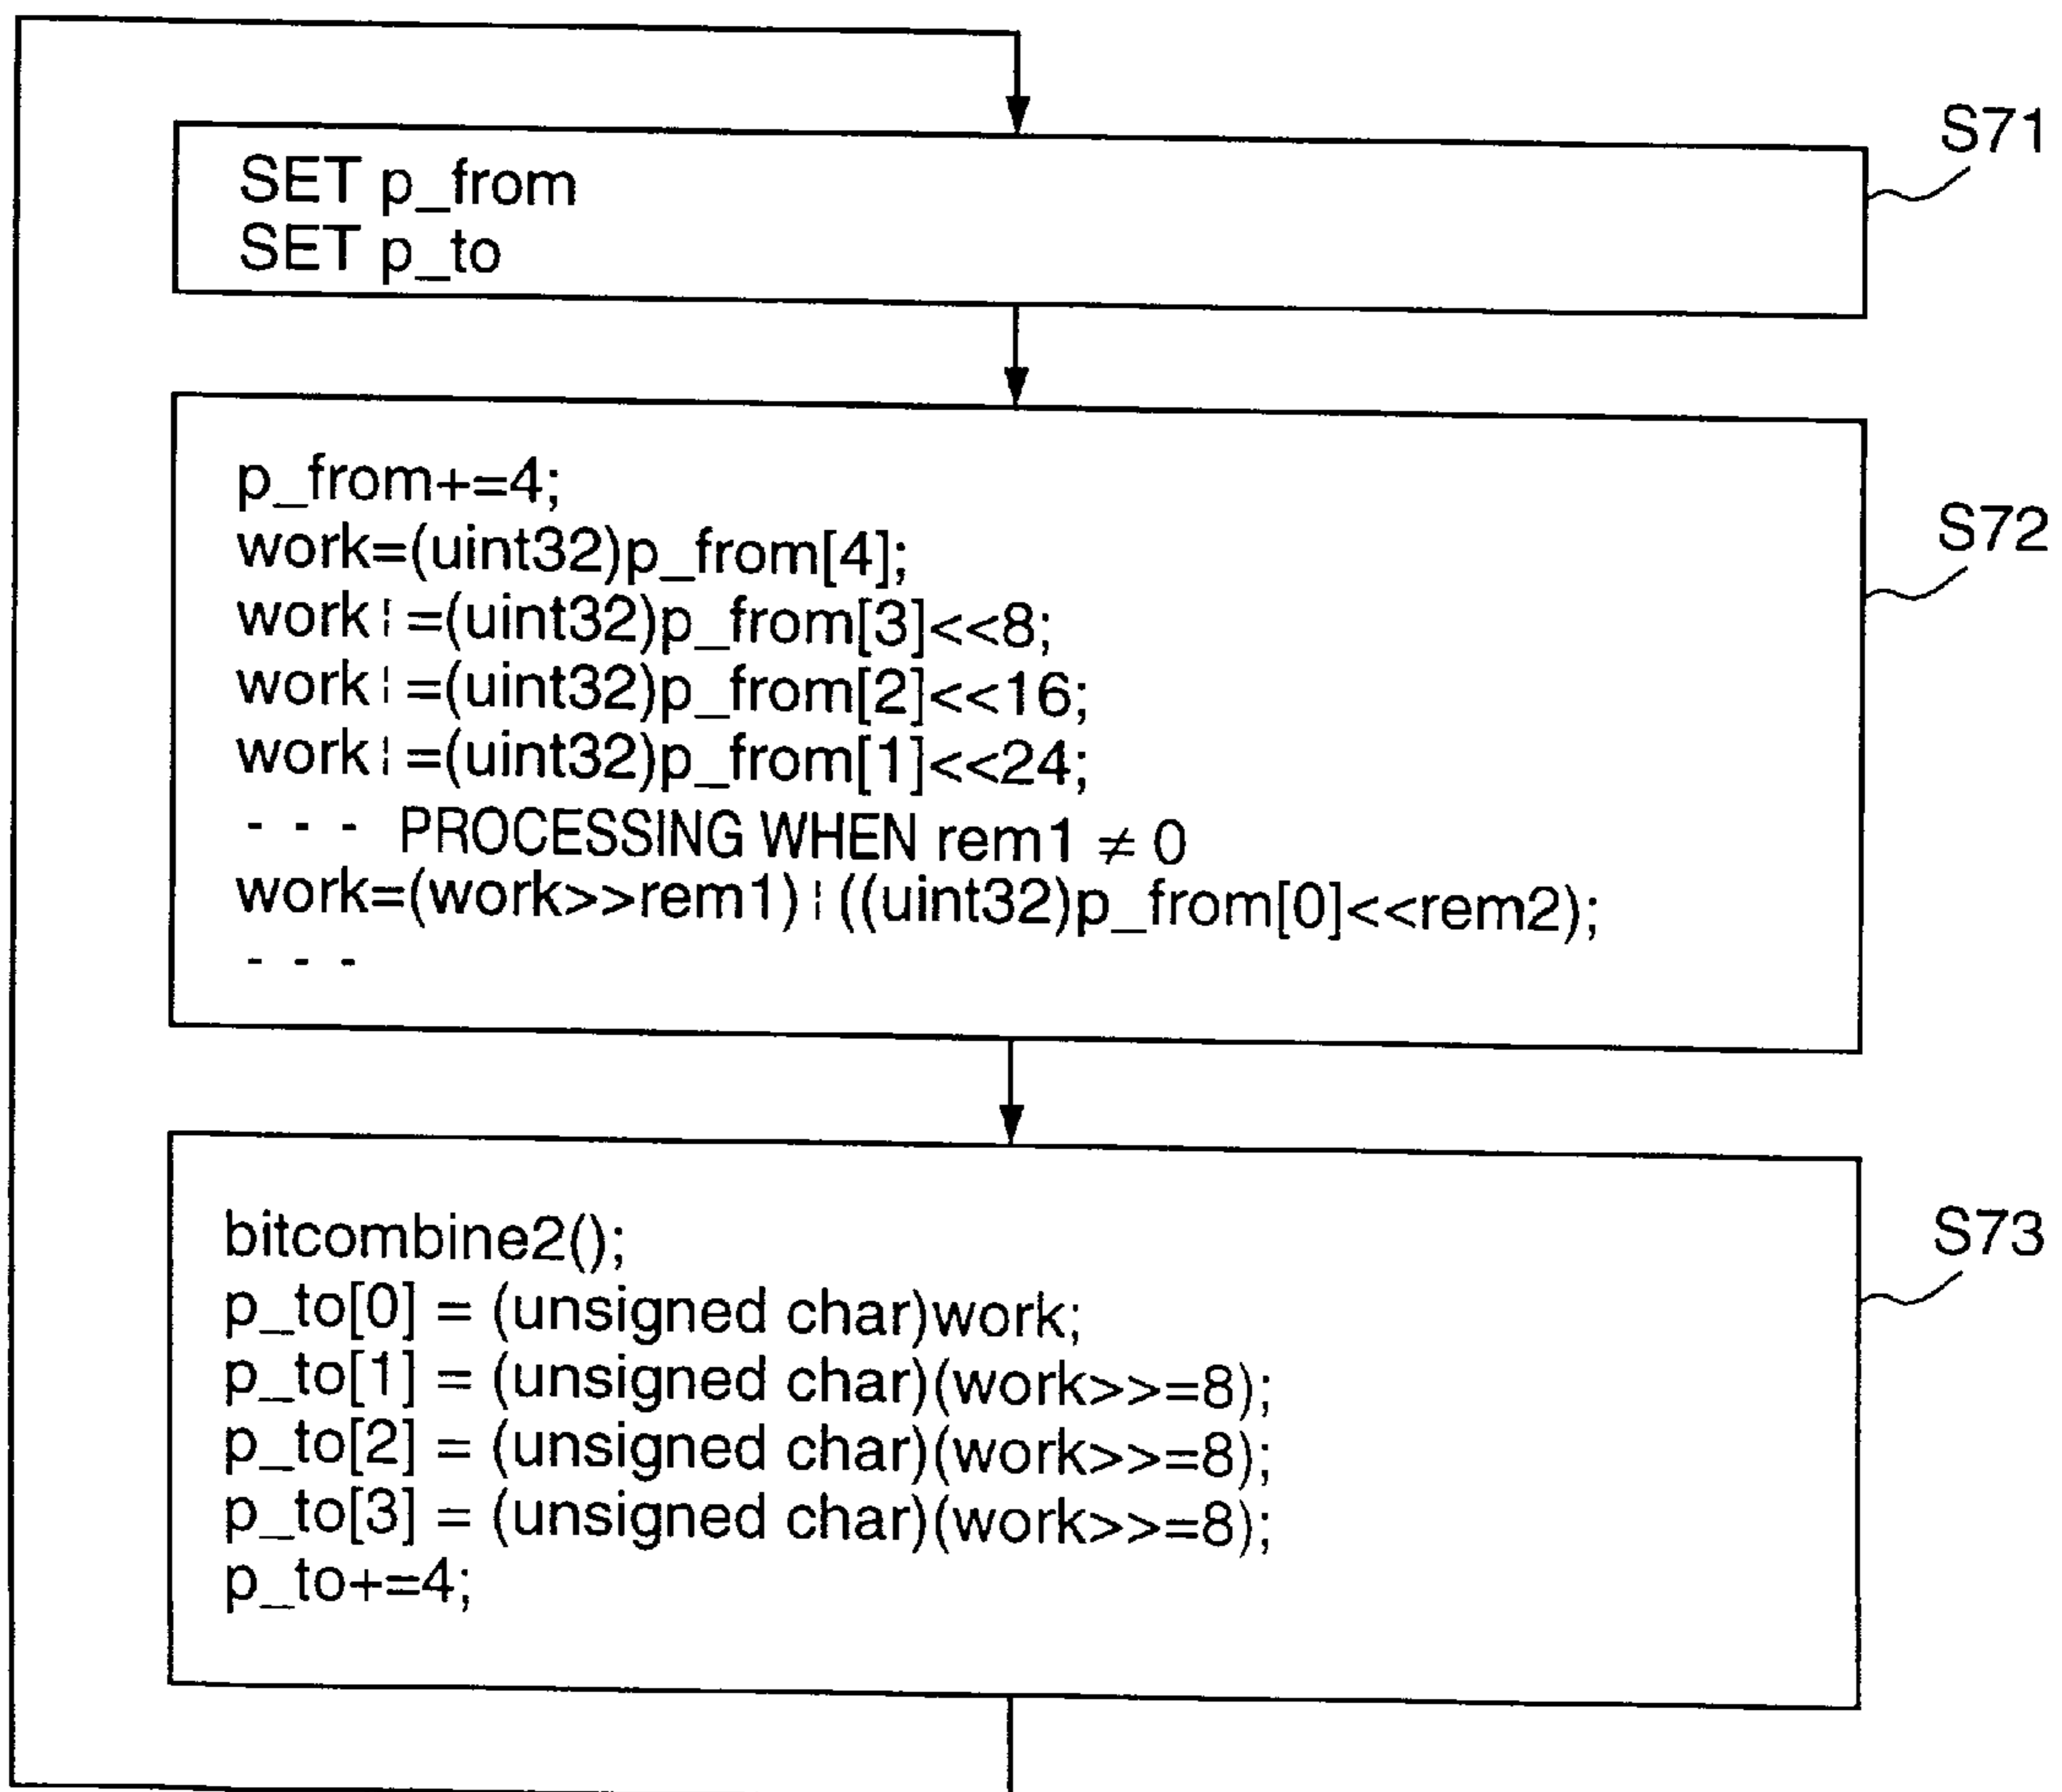 S71
SET p_from
SET p_to
S72
p_from+=4;
work=(uint32)p_from[4];
work¦=(uint32)p_from[3]<<8;
work¦=(uint32)p_from[2]<<16;
work¦=(uint32)p_from[1]<<24;
- - - PROCESSING WHEN rem1 ≠ 0
work=(work>>rem1)¦((uint32)p_from[0]<<rem2);
- - -
S73
bitcombine2();
p_to[0] = (unsigned char)work;
p_to[1] = (unsigned char)(work>>=8);
p_to[2] = (unsigned char)(work>>=8);
p_to[3] = (unsigned char)(work>>=8);
p_to+=4;